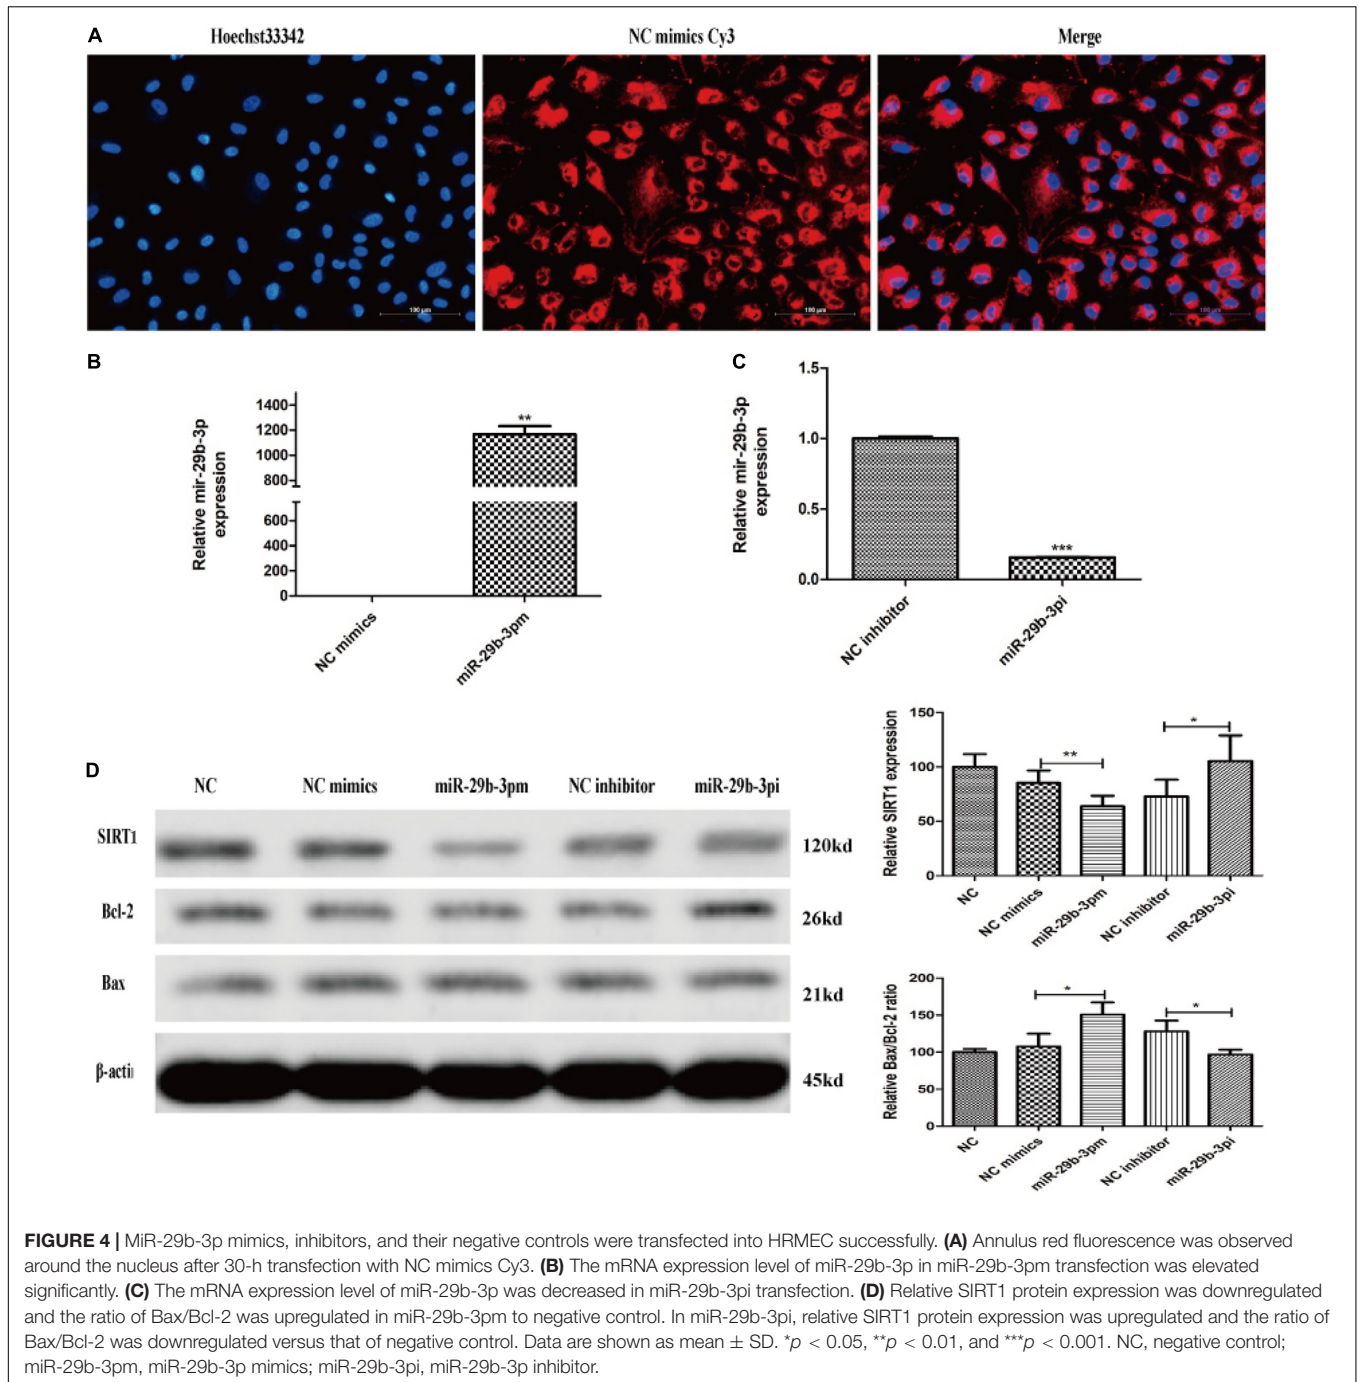 A
Hoechst33342
NC mimics Cy3
Merge
100 μm
100 μm
100 μm
B
Relative mir-29b-3p
expression
1400
1200
1000
800
600
400
200
0
NC mimics
miR-29b-3pm
**
C
Relative mir-29b-3p
expression
1.5
1.0
0.5
0.0
NC inhibitor
miR-29b-3pi
***
D
NC
NC mimics
miR-29b-3pm
NC inhibitor
miR-29b-3pi
SIRT1
120kd
Bcl-2
26kd
Bax
21kd
β-acti
45kd
Relative SIRT1 expression
150
100
50
0
**
*
NC
NC mimics
miR-29b-3pm
NC inhibitor
miR-29b-3pi
Relative Bax/Bcl-2 ratio
200
150
100
50
0
*
*
NC
NC mimics
miR-29b-3pm
NC inhibitor
miR-29b-3pi
FIGURE 4 | MiR-29b-3p mimics, inhibitors, and their negative controls were transfected into HRMEC successfully. (A) Annulus red fluorescence was observed
around the nucleus after 30-h transfection with NC mimics Cy3. (B) The mRNA expression level of miR-29b-3p in miR-29b-3pm transfection was elevated
significantly. (C) The mRNA expression level of miR-29b-3p was decreased in miR-29b-3pi transfection. (D) Relative SIRT1 protein expression was downregulated
and the ratio of Bax/Bcl-2 was upregulated in miR-29b-3pm to negative control. In miR-29b-3pi, relative SIRT1 protein expression was upregulated and the ratio of
Bax/Bcl-2 was downregulated versus that of negative control. Data are shown as mean ± SD. *p < 0.05, **p < 0.01, and ***p < 0.001. NC, negative control;
miR-29b-3pm, miR-29b-3p mimics; miR-29b-3pi, miR-29b-3p inhibitor.